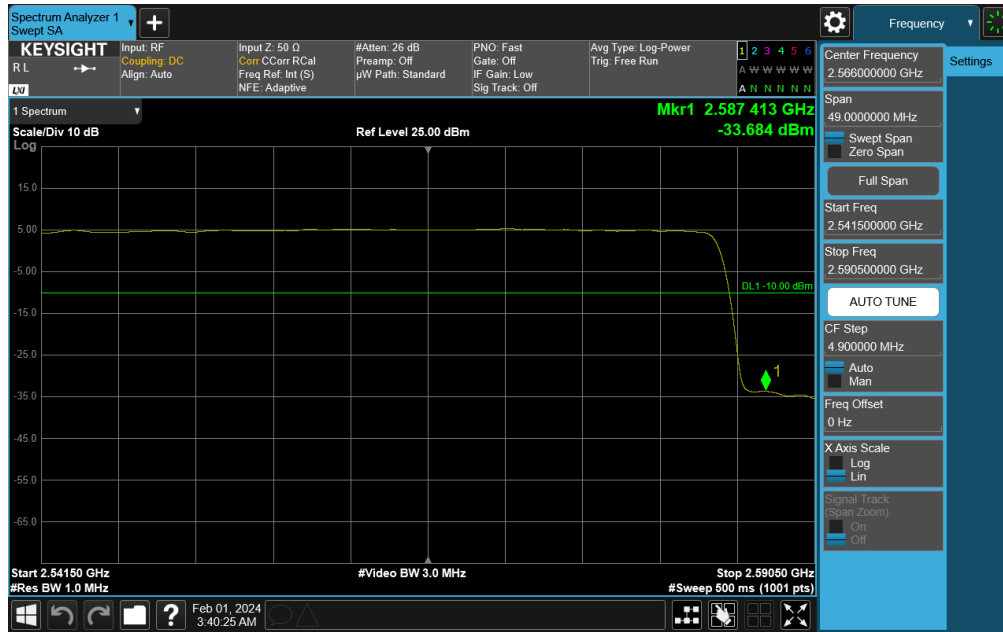 Spectrum Analyzer 1
Swept SA
Frequency
KEYSIGHT
R L
LXI
Input: RF
Coupling: DC
Align: Auto
Input Z: 50 Ω
Corr CCorr RCal
Freq Ref: Int (S)
NFE: Adaptive
#Atten: 26 dB
Preamp: Off
µW Path: Standard
PNO: Fast
Gate: Off
IF Gain: Low
Sig Track: Off
Avg Type: Log-Power
Trig: Free Run
1 2 3 4 5 6
A W W W W W
A N N N N N
1 Spectrum
Scale/Div 10 dB
Log
Ref Level 25.00 dBm
Mkr1 2.587 413 GHz
-33.684 dBm
15.0
5.00
-5.00
DL1 -10.00 dBm
-15.0
-25.0
1
-35.0
-45.0
-55.0
-65.0
Start 2.54150 GHz
#Res BW 1.0 MHz
#Video BW 3.0 MHz
Stop 2.59050 GHz
#Sweep 500 ms (1001 pts)
Feb 01, 2024
3:40:25 AM
Center Frequency
2.566000000 GHz
Settings
Span
49.0000000 MHz
Swept Span
Zero Span
Full Span
Start Freq
2.541500000 GHz
Stop Freq
2.590500000 GHz
AUTO TUNE
CF Step
4.900000 MHz
Auto
Man
Freq Offset
0 Hz
X Axis Scale
Log
Lin
Signal Track
(Span Zoom)
On
Off